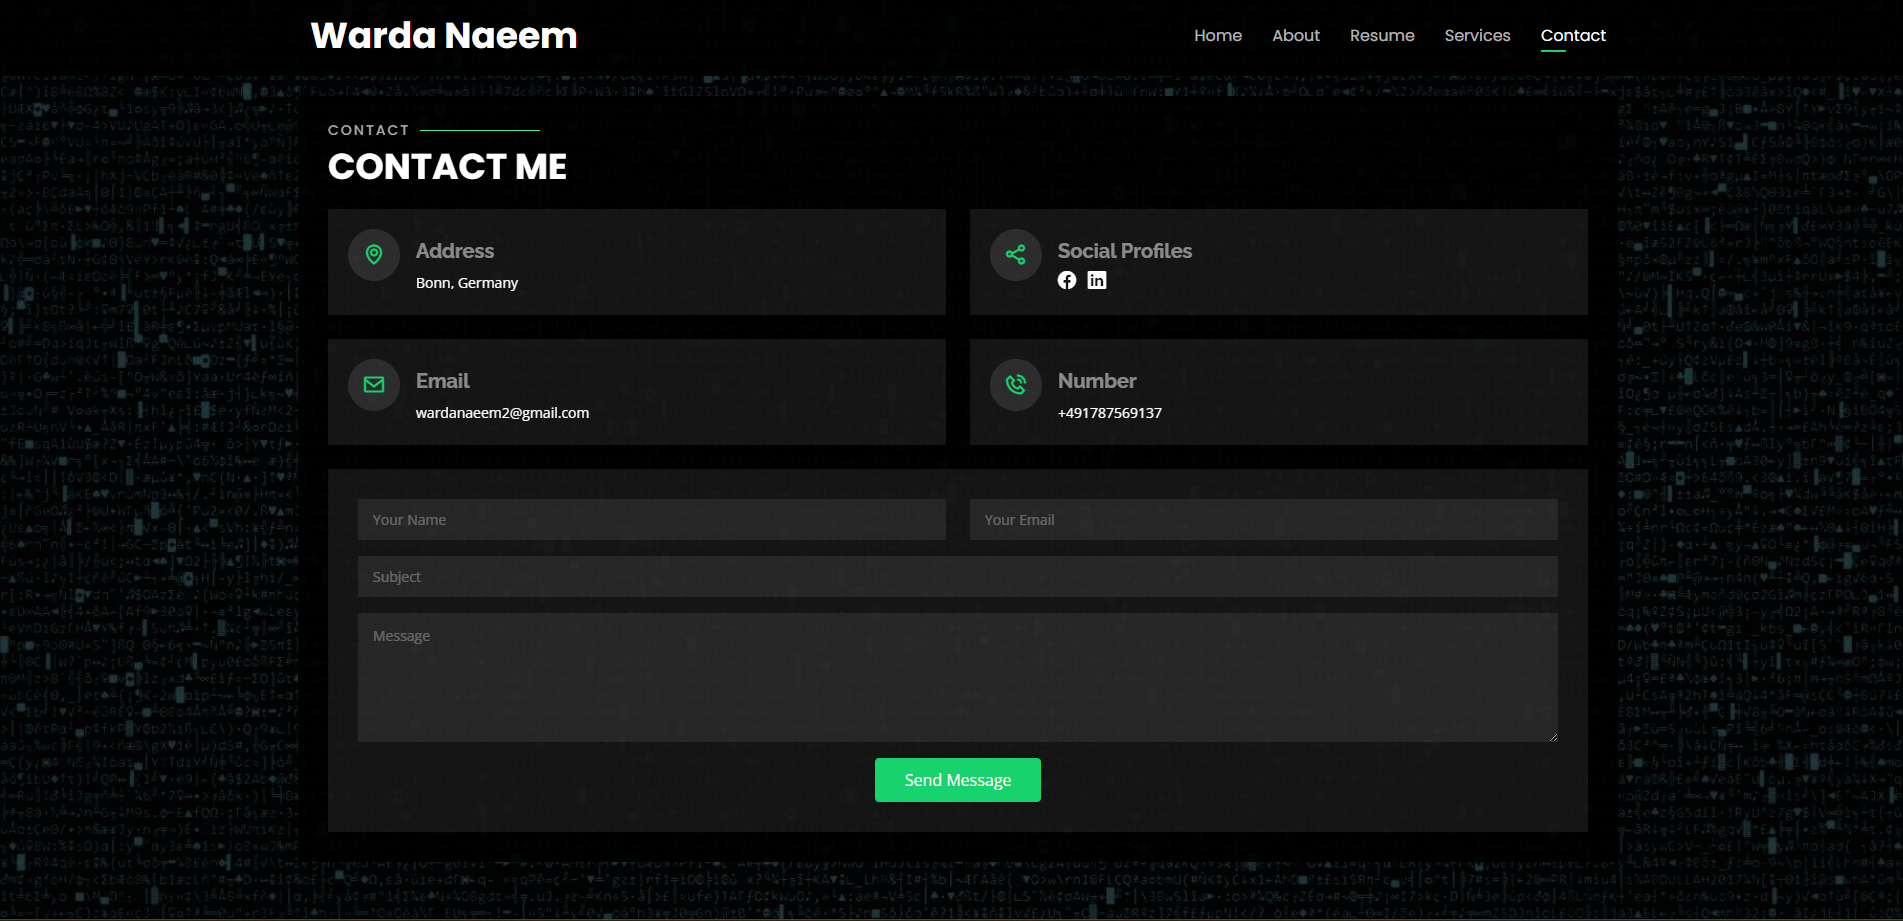 Warda Naeem
Home About Resume Services Contact
CONTACT
CONTACT ME
Address
Bonn, Germany
Social Profiles
Email
wardanaeem2@gmail.com
Number
+491787569137
Your Name
Your Email
Subject
Message
Send Message